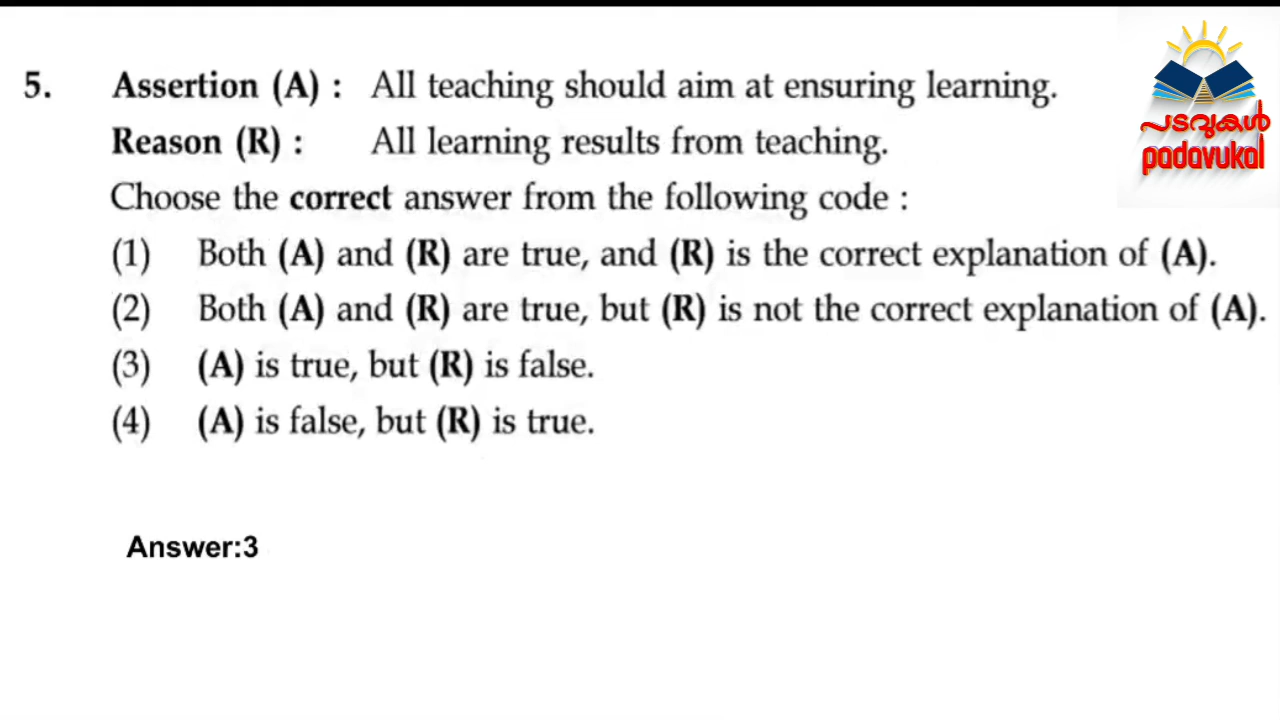 പടവുകൾ
padavukal
5. Assertion (A) : All teaching should aim at ensuring learning.
Reason (R) : All learning results from teaching.
Choose the correct answer from the following code :
(1) Both (A) and (R) are true, and (R) is the correct explanation of (A).
(2) Both (A) and (R) are true, but (R) is not the correct explanation of (A).
(3) (A) is true, but (R) is false.
(4) (A) is false, but (R) is true.
Answer:3